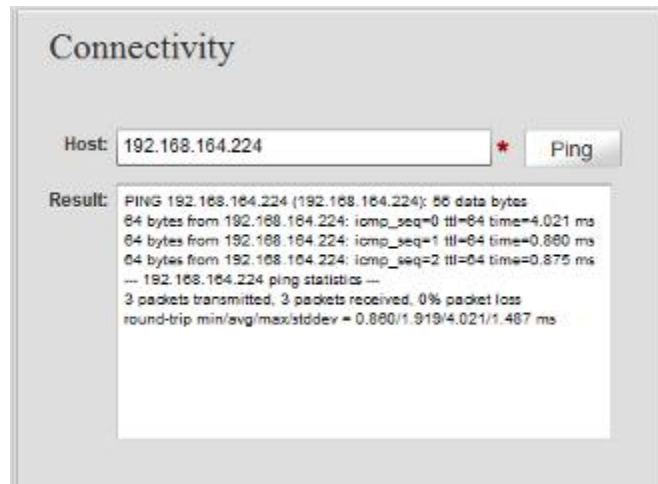 Connectivity
Host: 192.168.164.224 * Ping
Result: PING 192.168.164.224 (192.168.164.224): 56 data bytes
64 bytes from 192.168.164.224: icmp_seq=0 ttl=64 time=4.021 ms
64 bytes from 192.168.164.224: icmp_seq=1 ttl=64 time=0.860 ms
64 bytes from 192.168.164.224: icmp_seq=2 ttl=64 time=0.875 ms
--- 192.168.164.224 ping statistics ---
3 packets transmitted, 3 packets received, 0% packet loss
round-trip min/avg/max/stddev = 0.860/1.919/4.021/1.487 ms